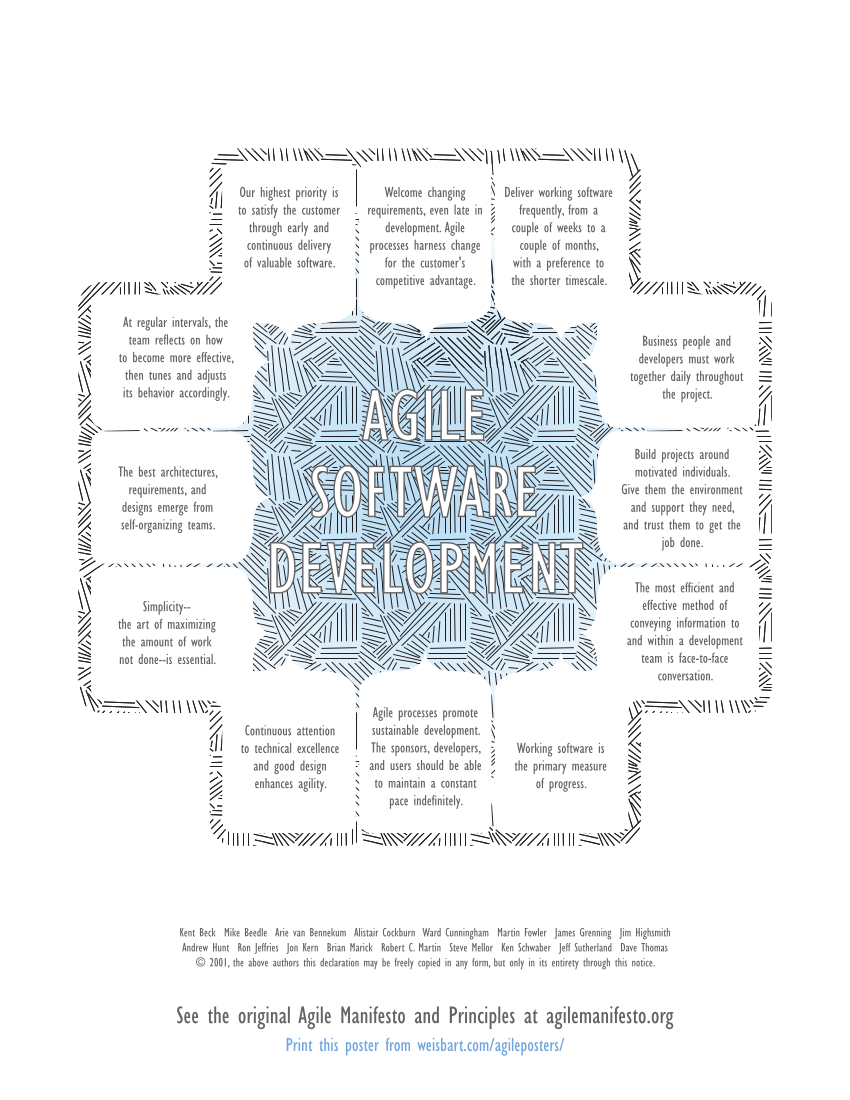 Our highest priority is
to satisfy the customer
through early and
continuous delivery
of valuable software.
Welcome changing
requirements, even late in
development. Agile
processes harness change
for the customer's
competitive advantage.
Deliver working software
frequently, from a
couple of weeks to a
couple of months,
with a preference to
the shorter timescale.
Business people and
developers must work
together daily throughout
the project.
Build projects around
motivated individuals.
Give them the environment
and support they need,
and trust them to get the
job done.
The most efficient and
effective method of
conveying information to
and within a development
team is face-to-face
conversation.
Working software is
the primary measure
of progress.
Agile processes promote
sustainable development.
The sponsors, developers,
and users should be able
to maintain a constant
pace indefinitely.
Continuous attention
to technical excellence
and good design
enhances agility.
Simplicity--
the art of maximizing
the amount of work
not done--is essential.
The best architectures,
requirements, and
designs emerge from
self-organizing teams.
At regular intervals, the
team reflects on how
to become more effective,
then tunes and adjusts
its behavior accordingly.
AGILE
SOFTWARE
DEVELOPMENT
Kent Beck Mike Beedle Arie van Bennekum Alistair Cockburn Ward Cunningham Martin Fowler James Grenning Jim Highsmith
Andrew Hunt Ron Jeffries Jon Kern Brian Marick Robert C. Martin Steve Mellor Ken Schwaber Jeff Sutherland Dave Thomas
© 2001, the above authors this declaration may be freely copied in any form, but only in its entirety through this notice.
See the original Agile Manifesto and Principles at agilemanifesto.org
Print this poster from weisbart.com/agileposters/